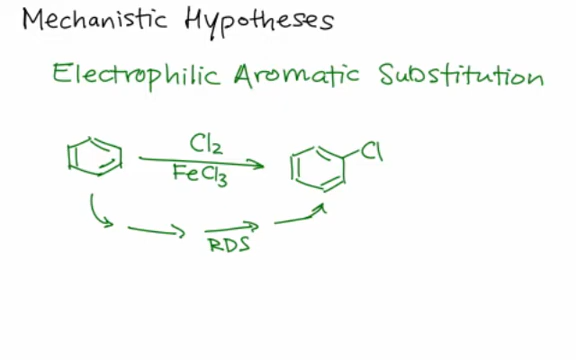 Mechanistic Hypotheses
Electrophilic Aromatic Substitution
Cl2
FeCl3
Cl
RDS